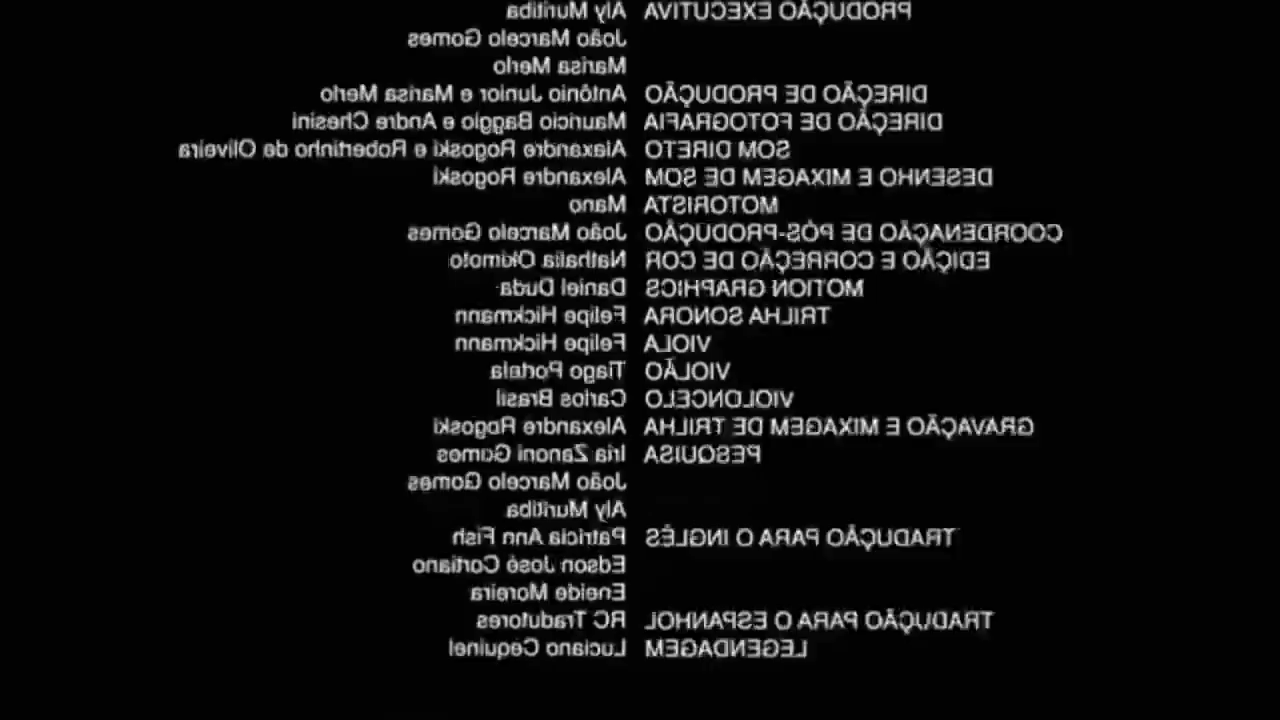 PRODUÇÃO EXECUTIVA Aly Muritiba
João Marcelo Gomes
Marisa Merlo
DIREÇÃO DE PRODUÇÃO Antônio Junior e Marisa Merlo
DIREÇÃO DE FOTOGRAFIA Mauricio Baggio e Andre Chesini
SOM DIRETO Alexandre Rogoski e Robertinho de Oliveira
DESENHO E MIXAGEM DE SOM Alexandre Rogoski
MOTORISTA Mano
COORDENAÇÃO DE PÓS-PRODUÇÃO João Marcelo Gomes
EDIÇÃO E CORREÇÃO DE COR Nathalia Okimoto
MOTION GRAPHICS Daniel Duda
TRILHA SONORA Felipe Hickmann
VIOLA Felipe Hickmann
VIOLÃO Tiago Portela
VIOLONCELO Carlos Brasil
GRAVAÇÃO E MIXAGEM DE TRILHA Alexandre Rogoski
PESQUISA Iria Zanoni Gomes
João Marcelo Gomes
Aly Muritiba
TRADUÇÃO PARA O INGLÊS Patricia Ann Fish
Edson José Cortiano
Eneide Moreira
TRADUÇÃO PARA O ESPANHOL RC Tradutores
LEGENDAGEM Luciano Cequinel